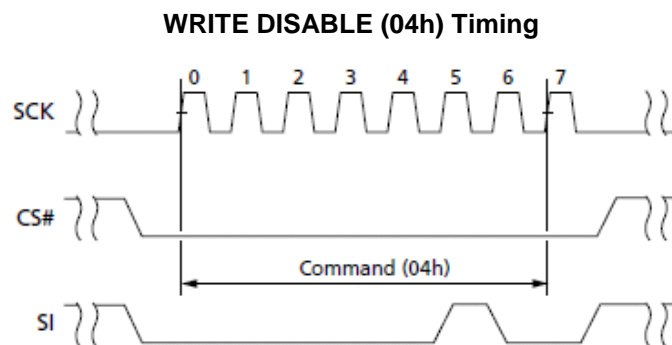 WRITE DISABLE (04h) Timing
0 1 2 3 4 5 6 7
SCK
CS#
Command (04h)
SI